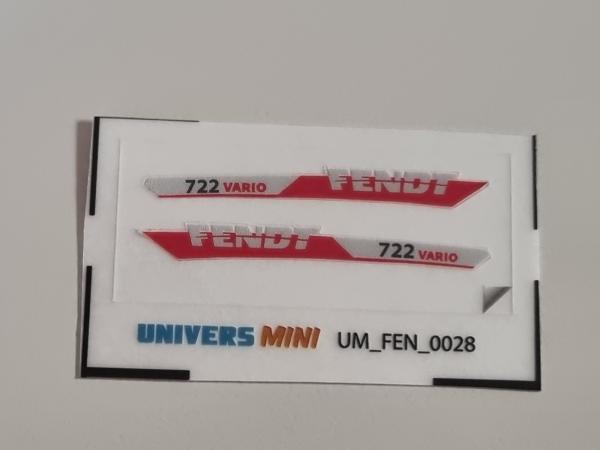 722 VARIO FENDT
FENDT 722 VARIO
UNIVERS MINI UM_FEN_0028